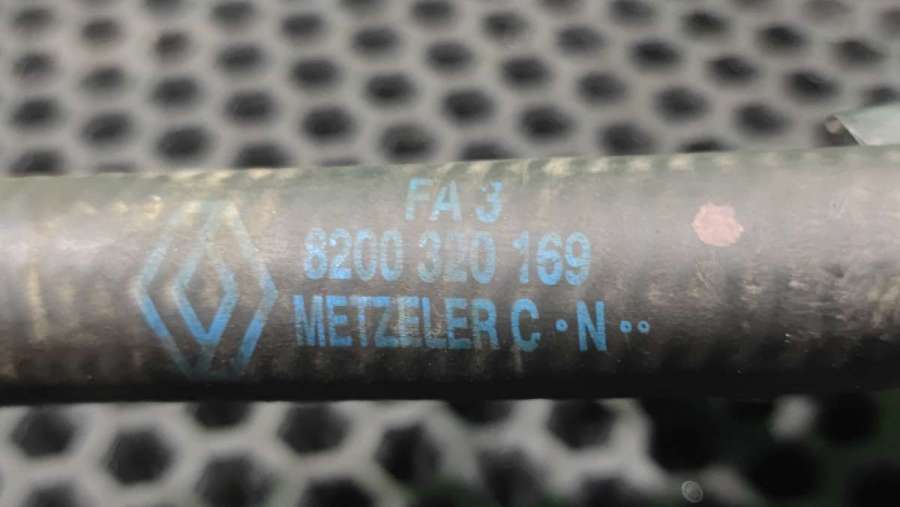 FA 3
8200 320 169
METZELER C • N ••